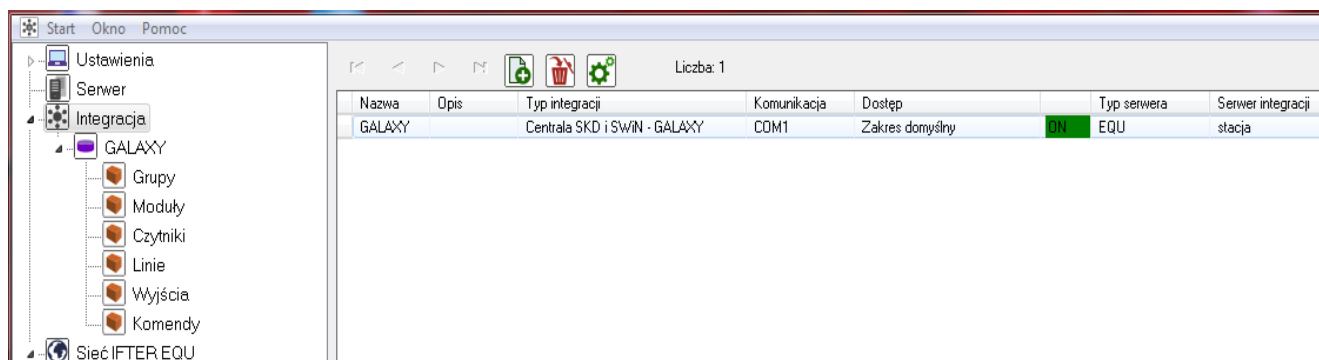 Start Okno Pomoc
Ustawienia
Serwer
Integracja
GALAXY
Grupy
Moduły
Czytniki
Linie
Wyjścia
Komendy
Sieć IFTER EQU
Liczba: 1
Nazwa Opis Typ integracji Komunikacja Dostęp Typ serwera Serwer integracji
GALAXY Centrala SKD i SWiN - GALAXY COM1 Zakres domyślny ON EQU stacja